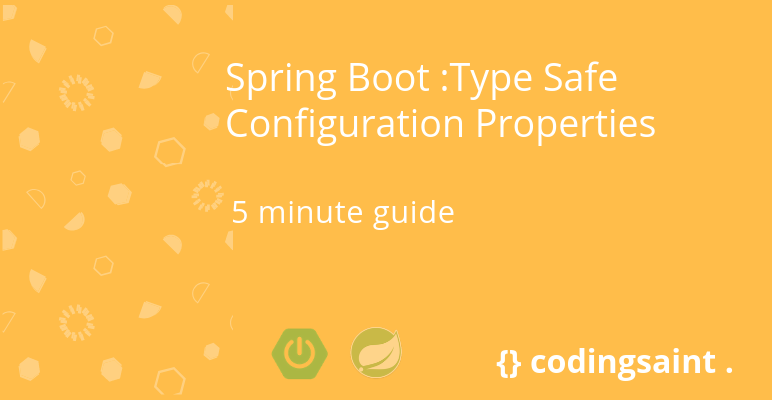 Spring Boot :Type Safe
Configuration Properties
5 minute guide
{} codingsaint .